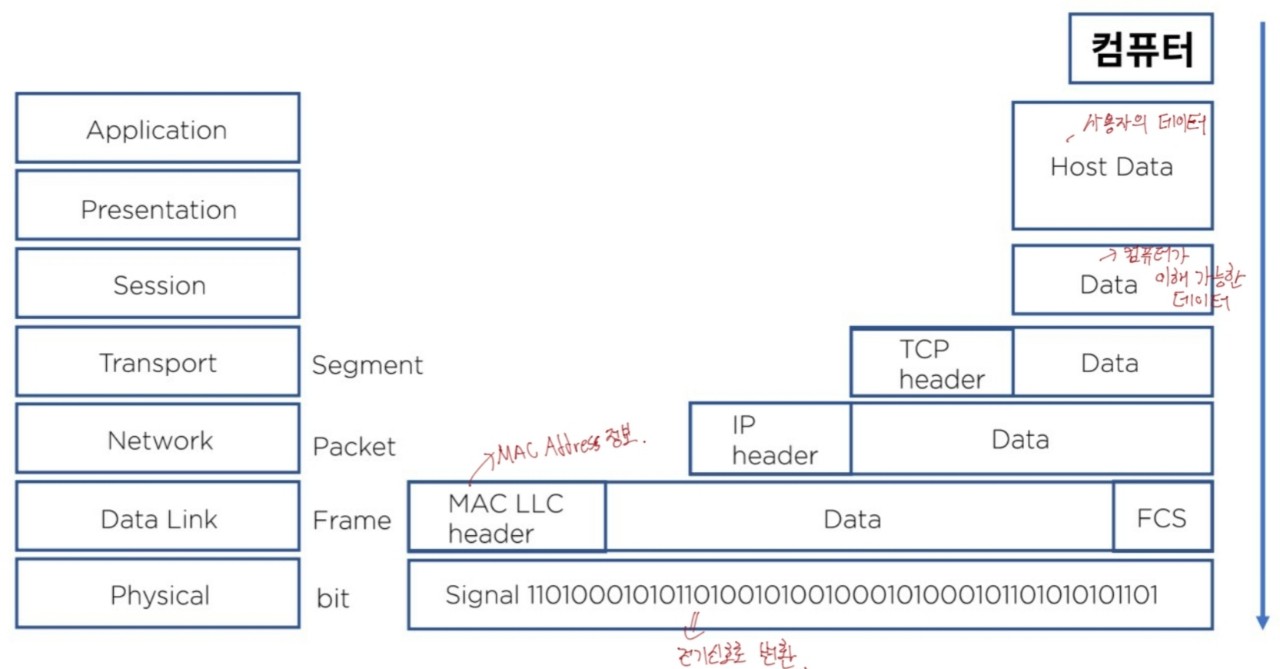 컴퓨터
Application
사용자의 데이터
Host Data
Presentation
Session
→ 컴퓨터가
Data 이해 가능한
데이터
Transport
Segment
TCP
header
Data
Network
Packet
→ MAC Address 정보.
IP
header
Data
Data Link
Frame
MAC LLC
header
Data
FCS
Physical
bit
Signal 11010001010110100101001000101000101101010101101
전기신호로 변환.